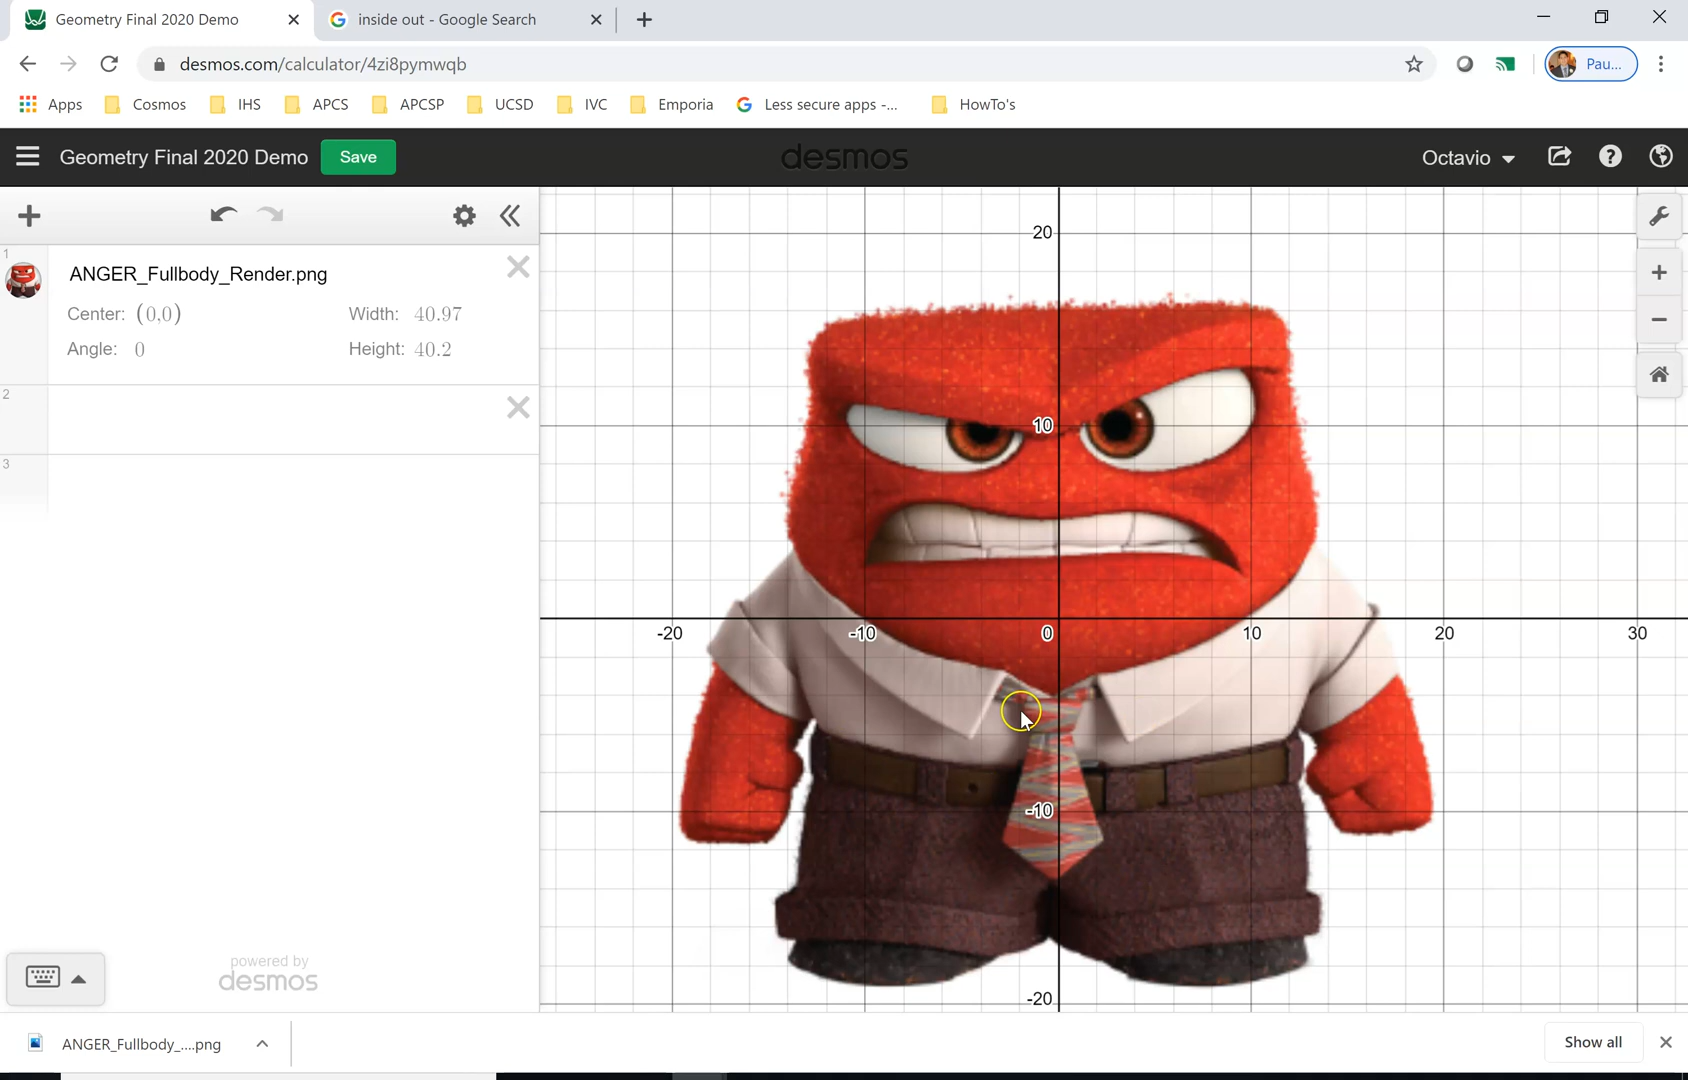 Geometry Final 2020 Demo
inside out - Google Search
desmos.com/calculator/4zi8pymwqb
Pau...
Apps Cosmos IHS APCS APCSP UCSD IVC Emporia Less secure apps -... HowTo's
Geometry Final 2020 Demo Save desmos Octavio
1
ANGER_Fullbody_Render.png
Center: (0,0) Width: 40.97
Angle: 0 Height: 40.2
2
3
20
10
-20 -10 0 10 20 30
-10
-20
powered by
desmos
ANGER_Fullbody_....png Show all